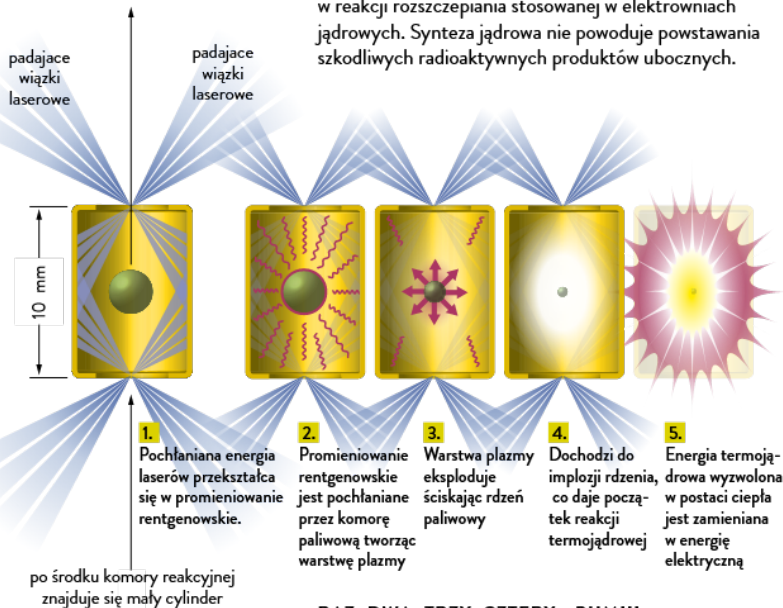 w reakcji rozszczepiania stosowanej w elektrowniach
jądrowych. Synteza jądrowa nie powoduje powstawania
szkodliwych radioaktywnych produktów ubocznych.
padajace
wiązki
laserowe
padajace
wiązki
laserowe
10 mm
1.
Pochłaniana energia
laserów przekształca
się w promieniowanie
rentgenowskie.
2.
Promieniowanie
rentgenowskie
jest pochłaniane
przez komorę
paliwową tworząc
warstwę plazmy
3.
Warstwa plazmy
eksploduje
ściskając rdzeń
paliwowy
4.
Dochodzi do
implozji rdzenia,
co daje począ-
tek reakcji
termojądrowej
5.
Energia termoją-
drowa wyzwolona
w postaci ciepła
jest zamieniana
w energię
elektryczną
po środku komory reakcyjnej
znajduje się mały cylinder